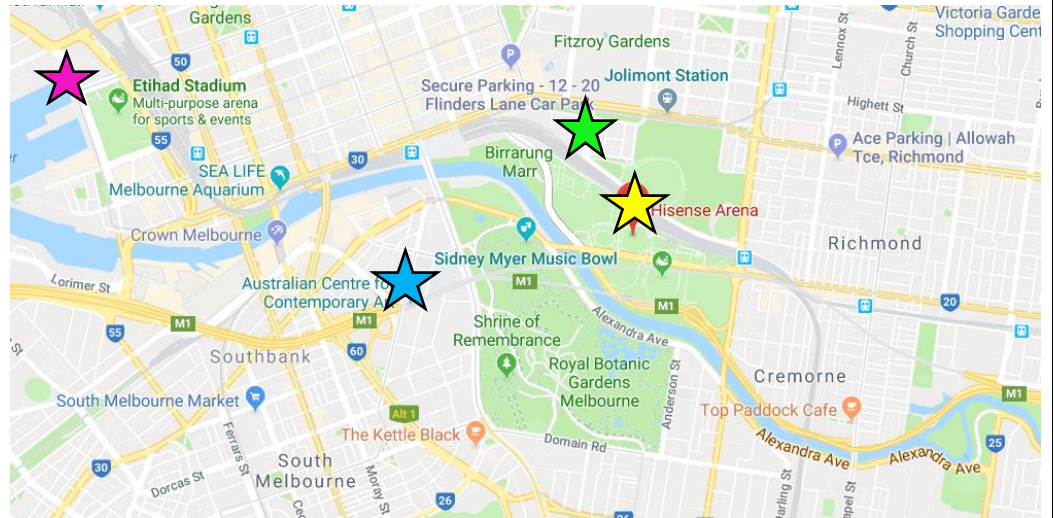 Gardens
Victoria Garde
Shopping Cent
Lennox St
Church St
Fitzroy Gardens
50
Etihad Stadium
Multi-purpose arena
for sports & events
Secure Parking - 12 - 20
Flinders Lane Car Park
Jolimont Station
Highett St
55
30
Ace Parking | Allowah
Tce, Richmond
Birrarung
Marr
SEA LIFE
Melbourne Aquarium
Hisense Arena
Crown Melbourne
Richmond
Sidney Myer Music Bowl
Lorimer St
Australian Centre fo
Contemporary A
M1
M1
20
M1
M1
Alexandra Ave
55
60
Southbank
Shrine of
Remembrance
Royal Botanic
Gardens
Melbourne
Anderson St
Cremorne
M1
South Melbourne Market
Alt 1
Top Paddock Cafe
The Kettle Black
Domain Rd
Alexandra Ave
Alexandra Ave
25
Ferrars St
30
South
Melbourne
Dorcas St
Moray St
26
26
Darling St